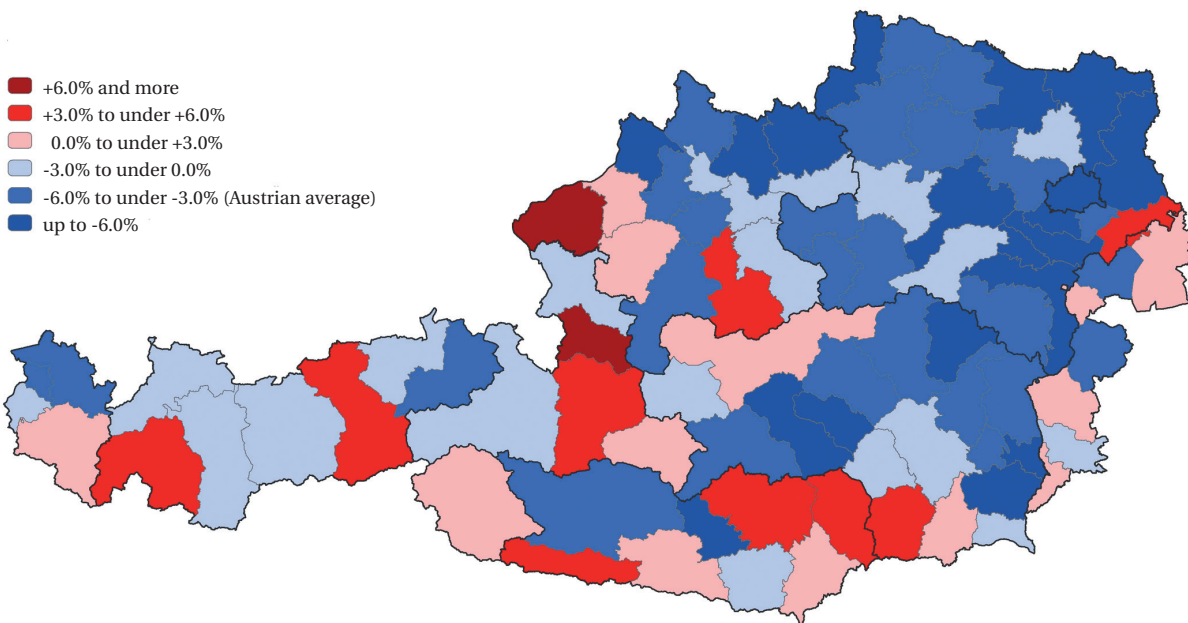 +6.0% and more
+3.0% to under +6.0%
0.0% to under +3.0%
-3.0% to under 0.0%
-6.0% to under -3.0% (Austrian average)
up to -6.0%